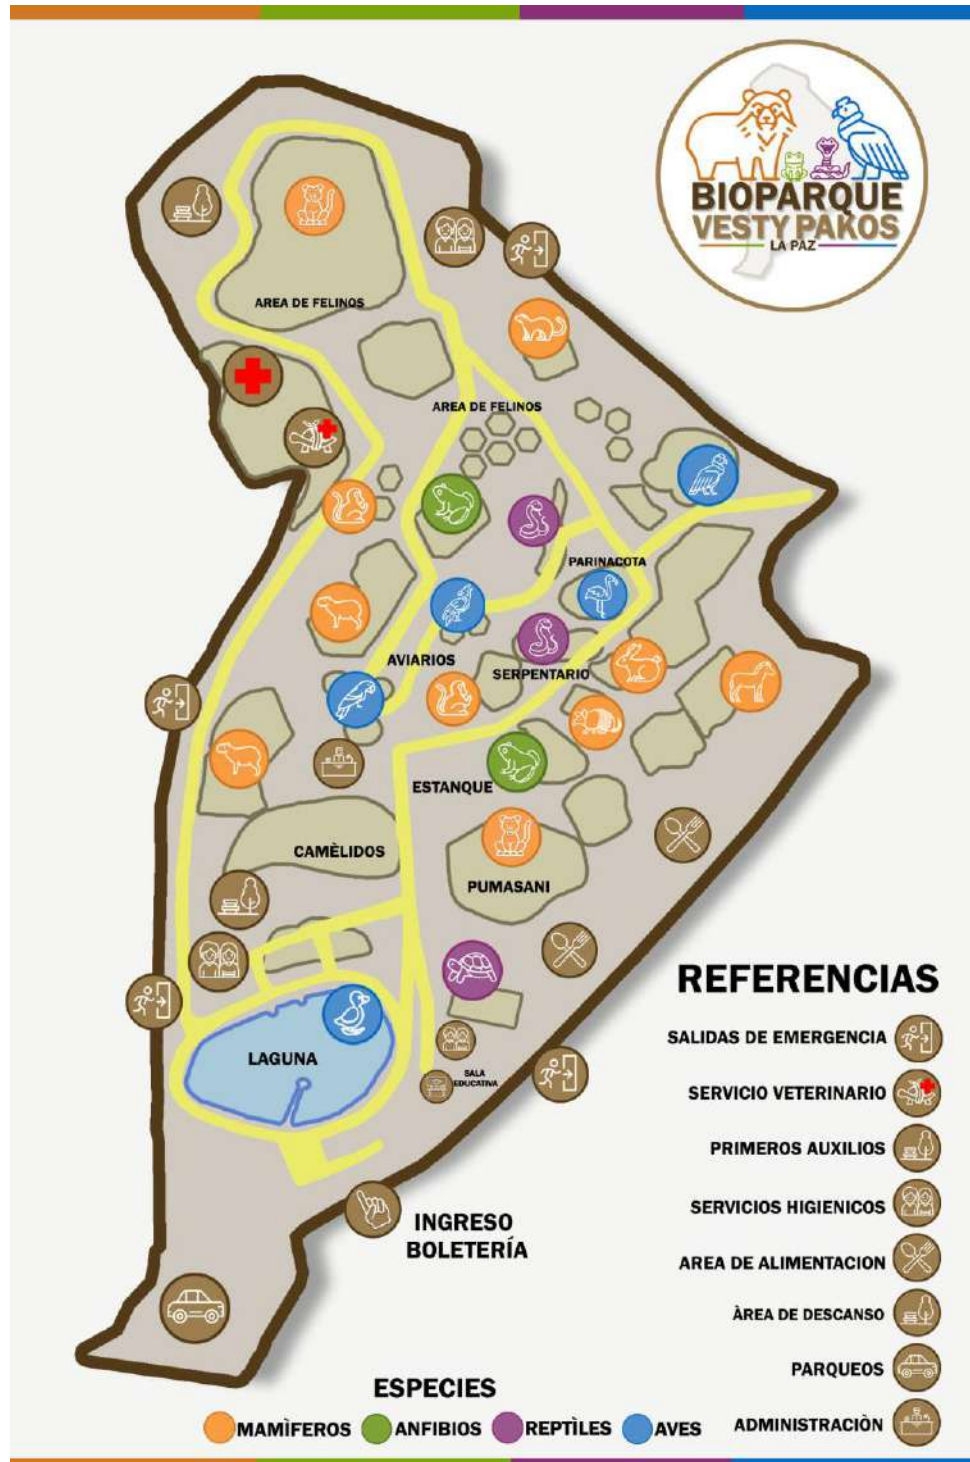 BIOPARQUE
VESTY PAKOS
LA PAZ
AREA DE FELINOS
AREA DE FELINOS
PARINACOTA
AVIARIOS
SERPENTARIO
ESTANQUE
CAMÈLIDOS
PUMASANI
LAGUNA
SALA
EDUCATIVA
INGRESO
BOLETERÍA
REFERENCIAS
SALIDAS DE EMERGENCIA
SERVICIO VETERINARIO
PRIMEROS AUXILIOS
SERVICIOS HIGIENICOS
AREA DE ALIMENTACION
ÀREA DE DESCANSO
PARQUEOS
ADMINISTRACIÒN
ESPECIES
MAMÌFEROS ANFIBIOS REPTÌLES AVES